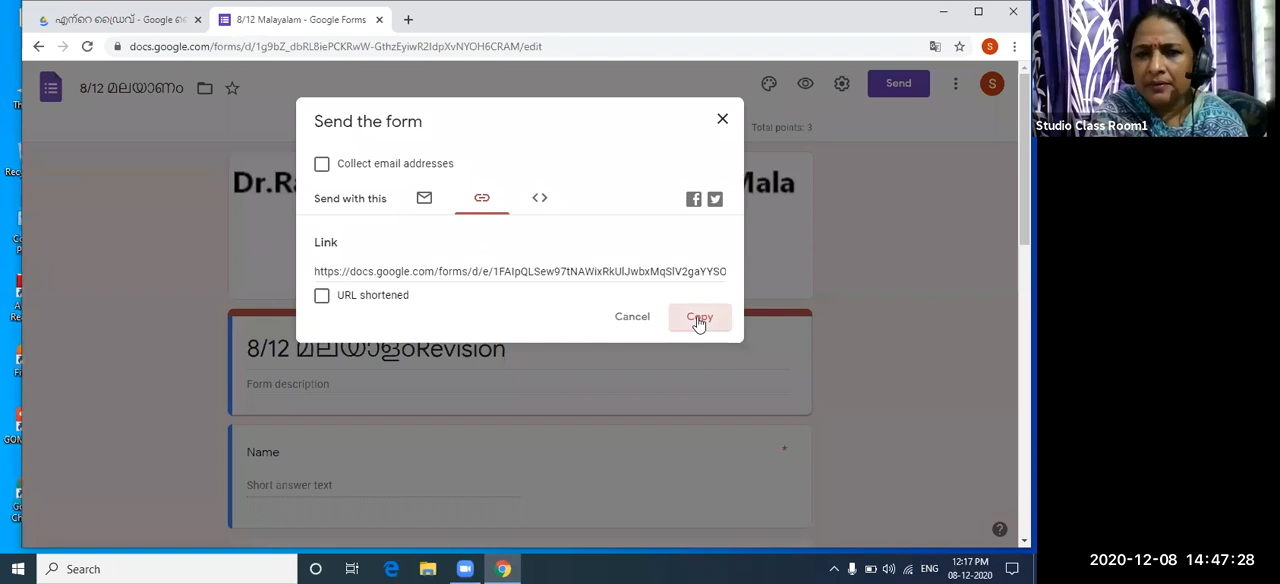 എന്റെ ഡ്രൈവ് - Google
8/12 Malayalam - Google Forms
docs.google.com/forms/d/1g9bZ_dbRL8iePCKRwW-GthzEyiwR2IdpXvNYOH6CRAM/edit
S
8/12 മലയാണം
Send
S
Studio Class Room1
Send the form
Total points: 3
Collect email addresses
Dr.Ra
Mala
Send with this
Link
https://docs.google.com/forms/d/e/1FAIpQLSew97tNAWixRkUlJwbxMqSlV2gaYYSO
URL shortened
Cancel
Copy
8/12 മലയാളംRevision
Form description
Name
*
Short answer text
Search
ENG
12:17 PM
08-12-2020
2020-12-08 14:47:28